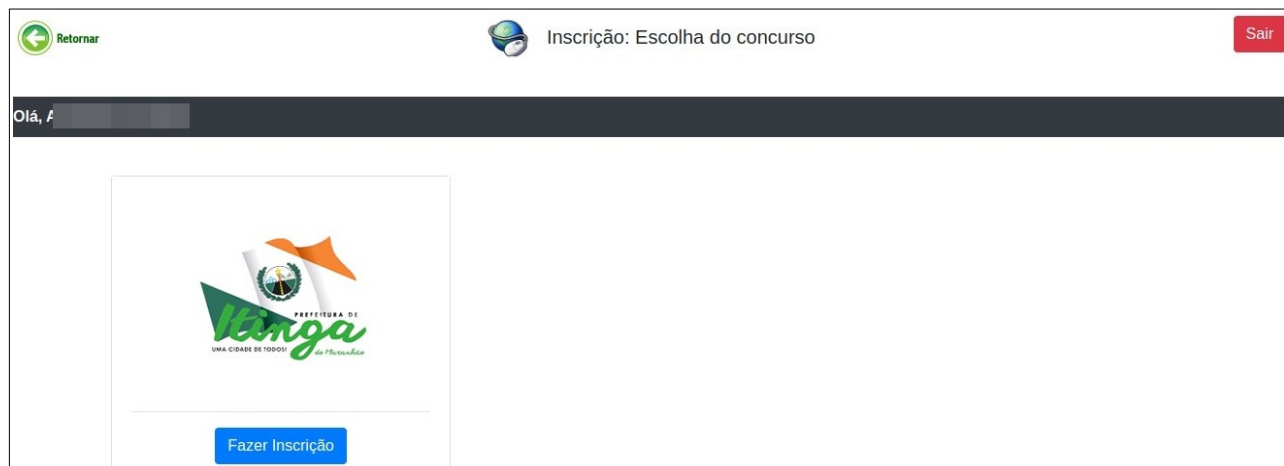 Retornar
Inscrição: Escolha do concurso
Sair
Olá, A
PREFEITURA DE
Itinga
UMA CIDADE DE TODOS!
do Maranhão
Fazer Inscrição